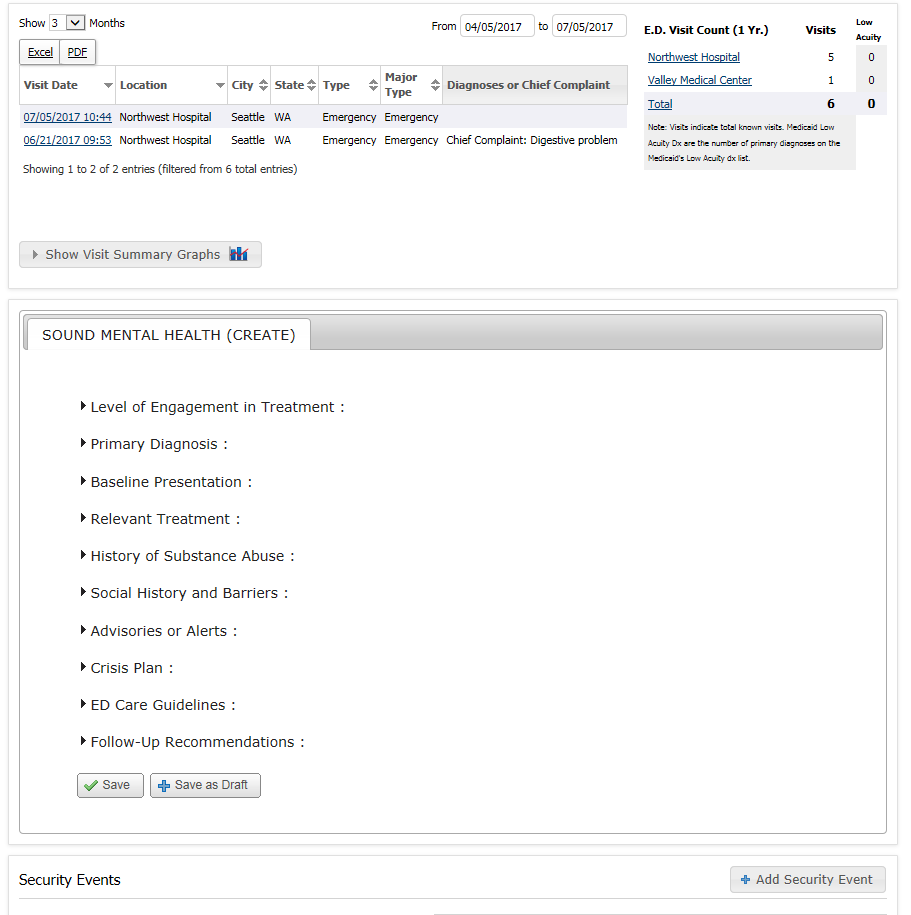 Show 3 Months
From 04/05/2017 to 07/05/2017
Excel PDF
Visit Date Location City State Type Major Type Diagnoses or Chief Complaint
07/05/2017 10:44 Northwest Hospital Seattle WA Emergency Emergency
06/21/2017 09:53 Northwest Hospital Seattle WA Emergency Emergency Chief Complaint: Digestive problem
Showing 1 to 2 of 2 entries (filtered from 6 total entries)
E.D. Visit Count (1 Yr.) Visits Low Acuity
Northwest Hospital 5 0
Valley Medical Center 1 0
Total 6 0
Note: Visits indicate total known visits. Medicaid Low
Acuity Dx are the number of primary diagnoses on the
Medicaid's Low Acuity dx list.
Show Visit Summary Graphs
SOUND MENTAL HEALTH (CREATE)
Level of Engagement in Treatment :
Primary Diagnosis :
Baseline Presentation :
Relevant Treatment :
History of Substance Abuse :
Social History and Barriers :
Advisories or Alerts :
Crisis Plan :
ED Care Guidelines :
Follow-Up Recommendations :
Save Save as Draft
Security Events Add Security Event